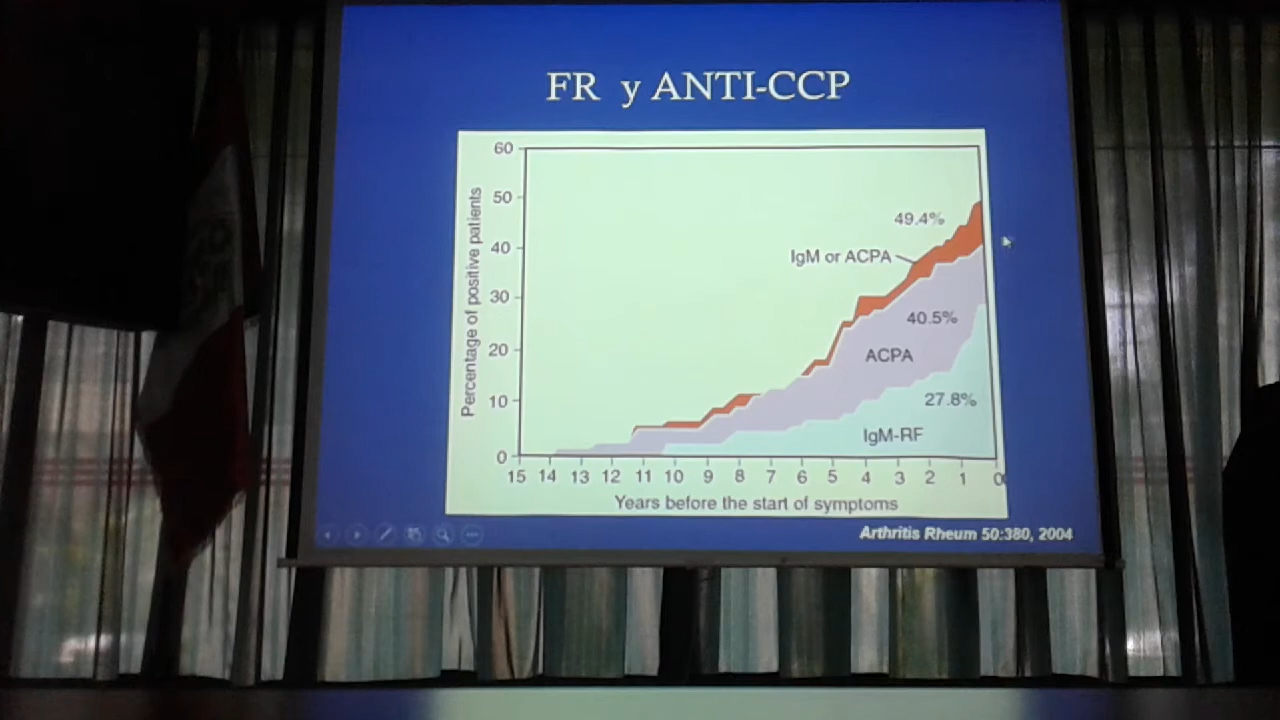 FR y ANTI-CCP
Percentage of positive patients
60
50
40
30
20
10
0
49.4%
IgM or ACPA
40.5%
ACPA
27.8%
IgM-RF
15 14 13 12 11 10 9 8 7 6 5 4 3 2 1 0
Years before the start of symptoms
Arthritis Rheum 50:380, 2004